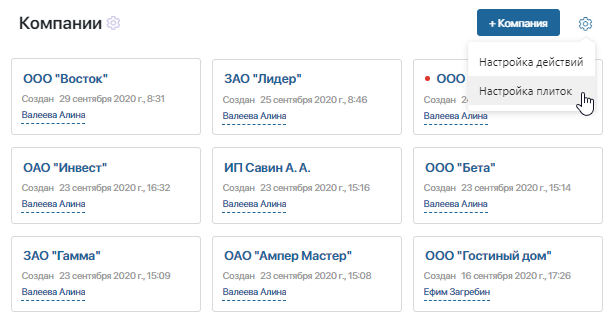 Компании
+ Компания
Настройка действий
Настройка плиток
ООО "Восток"
Создан 29 сентября 2020 г., 8:31
Валеева Алина
ЗАО "Лидер"
Создан 25 сентября 2020 г., 8:46
Валеева Алина
ООО
Создан
Валеева Алина
ОАО "Инвест"
Создан 23 сентября 2020 г., 16:32
Валеева Алина
ИП Савин А. А.
Создан 23 сентября 2020 г., 15:16
Валеева Алина
ООО "Бета"
Создан 23 сентября 2020 г., 15:14
Валеева Алина
ЗАО "Гамма"
Создан 23 сентября 2020 г., 15:09
Валеева Алина
ОАО "Ампер Мастер"
Создан 23 сентября 2020 г., 15:08
Валеева Алина
ООО "Гостиный дом"
Создан 16 сентября 2020 г., 17:26
Ефим Загребин